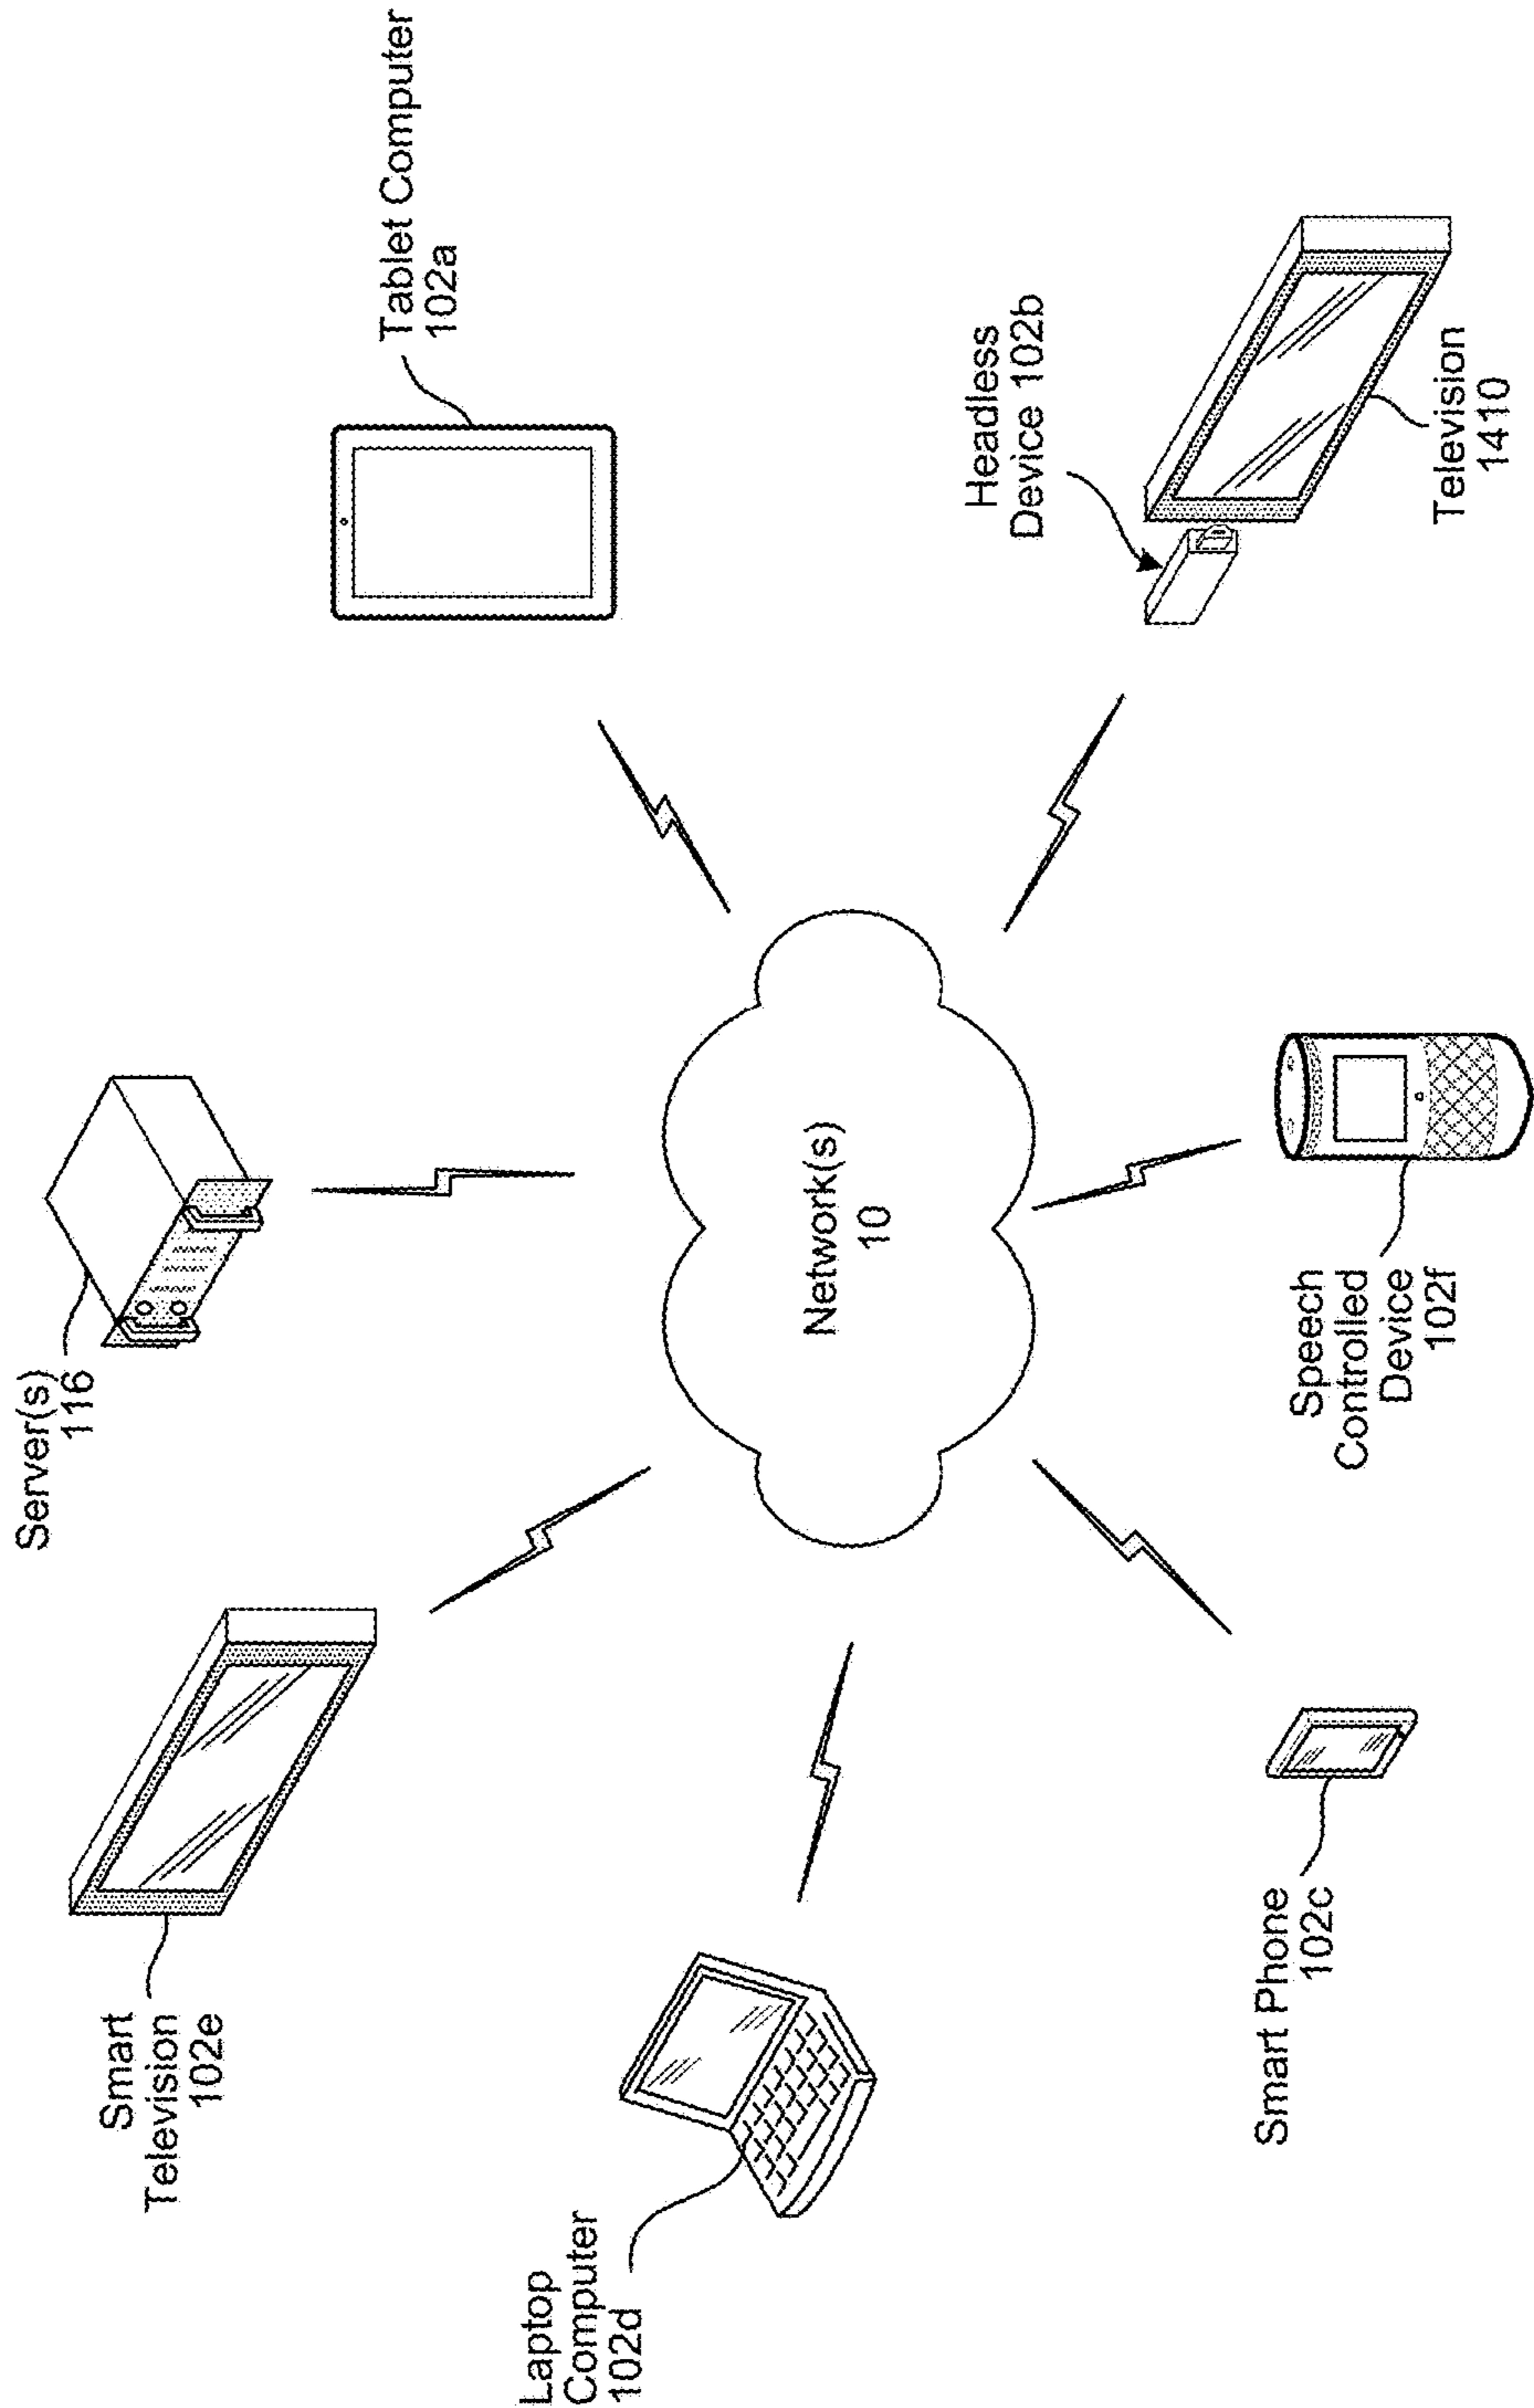 Server(s)
116
Smart
Television
102e
Tablet Computer
102a
Laptop
Computer
102d
Network(s)
10
Headless
Device 102b
Television
1410
Smart Phone
102c
Speech
Controlled
Device
102f